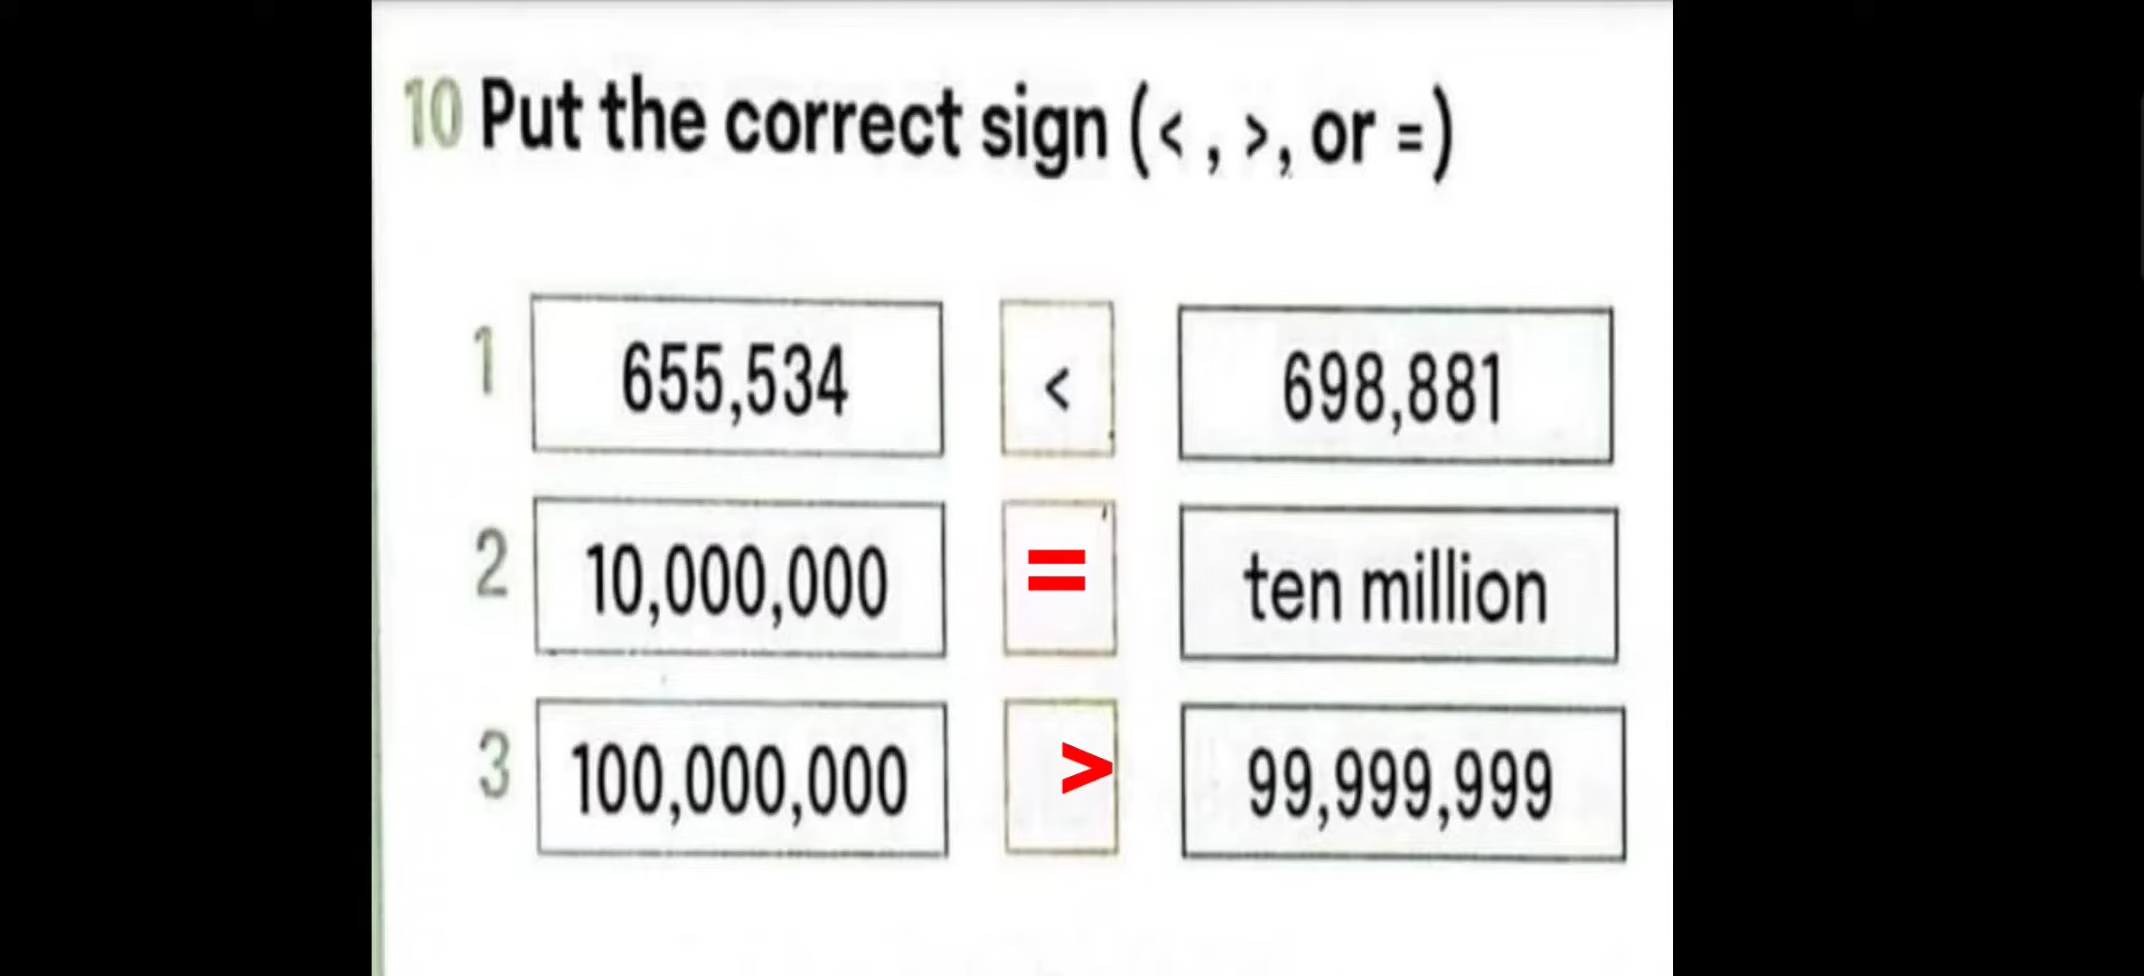 10 Put the correct sign (< , >, or =)
1 655,534 < 698,881
2 10,000,000 = ten million
3 100,000,000 > 99,999,999